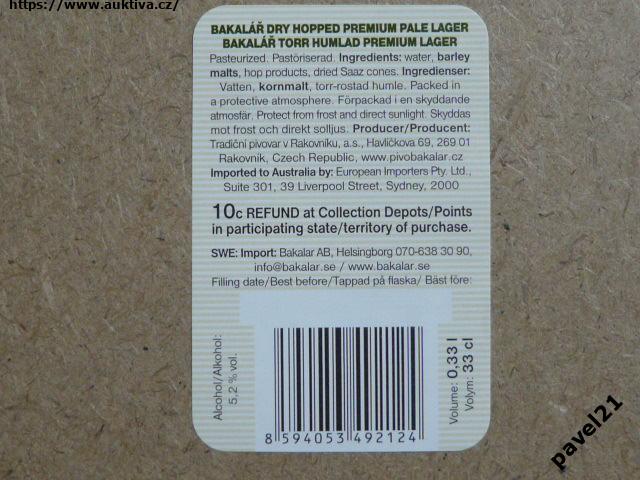 https://www.auktiva.cz/
BAKALÁŘ DRY HOPPED PREMIUM PALE LAGER
BAKALÁŘ TORR HUMLAD PREMIUM LAGER
Pasteurized. Pastöriserad. Ingredients: water, barley
malts, hop products, dried Saaz cones. Ingredienser:
Vatten, kornmalt, torr-rostad humle. Packed in
a protective atmosphere. Förpackad i en skyddande
atmosfär. Protect from frost and direct sunlight. Skyddas
mot frost och direkt solljus. Producer/Producent:
Tradiční pivovar v Rakovníku, a.s., Havlíčkova 69, 269 01
Rakovník, Czech Republic, www.pivobakalar.cz
Imported to Australia by: European Importers Pty. Ltd.,
Suite 301, 39 Liverpool Street, Sydney, 2000
10c REFUND at Collection Depots/Points
in participating state/territory of purchase.
SWE: Import: Bakalar AB, Helsingborg 070-638 30 90,
info@bakalar.se / www.bakalar.se
Filling date/Best before/Tappad på flaska/ Bäst före:
Alcohol/Alkohol:
5,2 % vol.
Volume: 0,33 l
Volym: 33 cl
8 594053 492124
pavel21